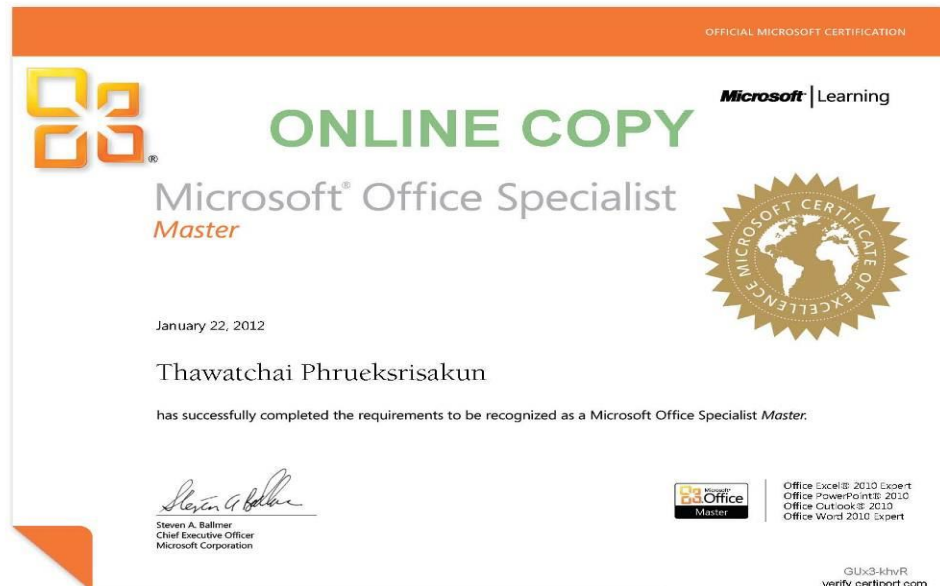 OFFICIAL MICROSOFT CERTIFICATION
Microsoft | Learning
ONLINE COPY
®
Microsoft® Office Specialist
Master
MICROSOFT CERTIFICATE OF EXCELLENCE
January 22, 2012
Thawatchai Phrueksrisakun
has successfully completed the requirements to be recognized as a Microsoft Office Specialist Master.
Steven A Ballmer
Steven A. Ballmer
Chief Executive Officer
Microsoft Corporation
Microsoft®
Office
Master
Office Excel® 2010 Expert
Office PowerPoint® 2010
Office Outlook® 2010
Office Word 2010 Expert
GUx3-khvR
verify.certiport.com